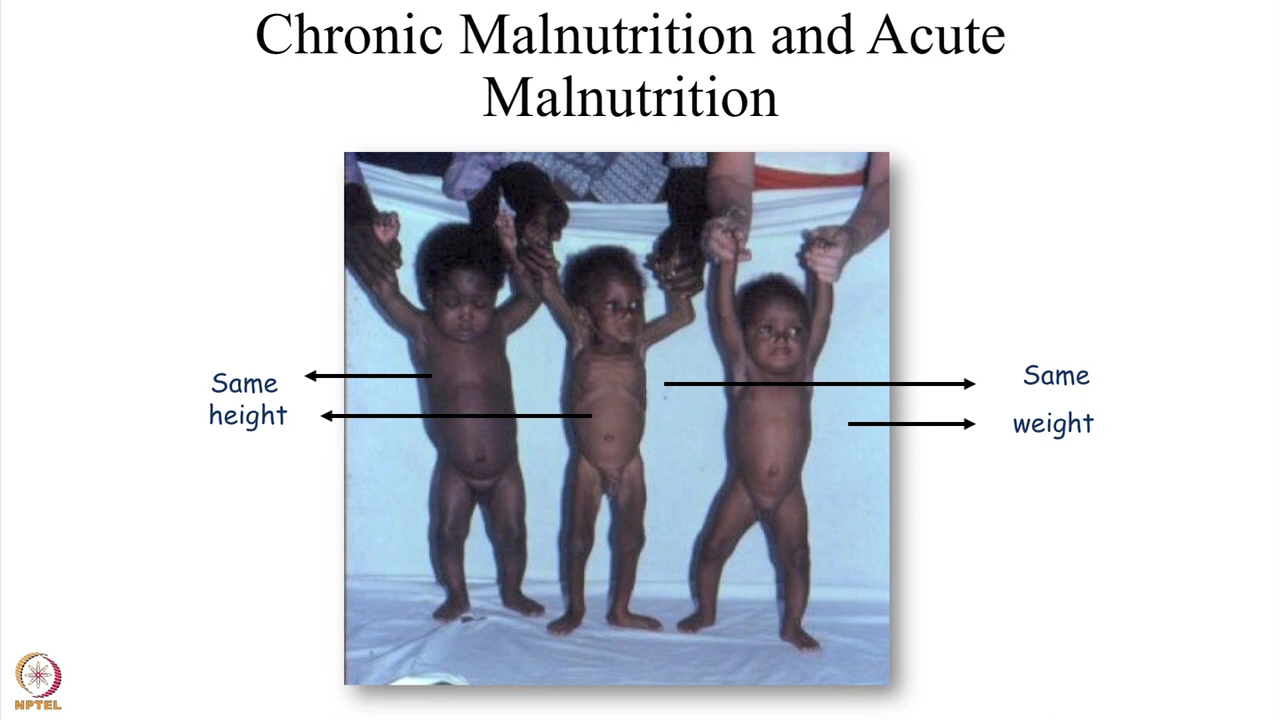 Chronic Malnutrition and Acute
Malnutrition
Same
height
Same
weight
NPTEL